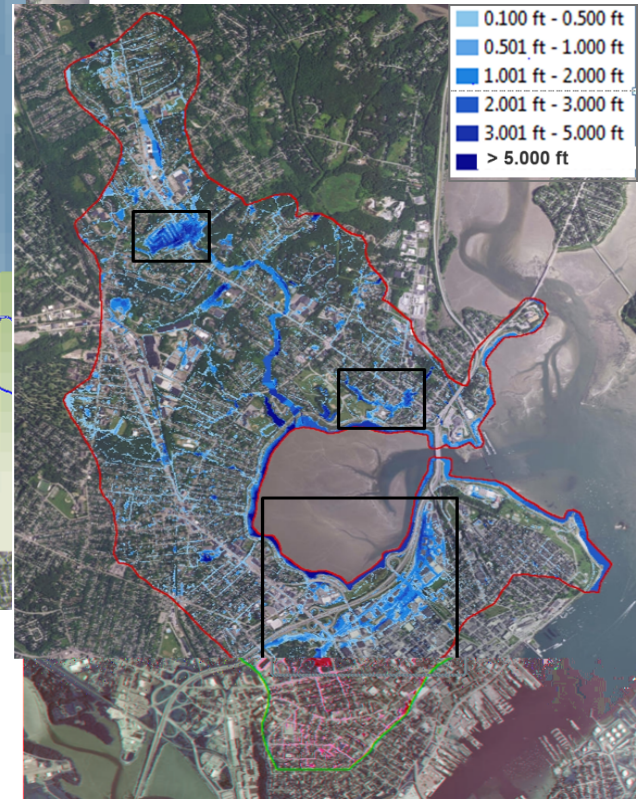 0.100 ft - 0.500 ft
0.501 ft - 1.000 ft
1.001 ft - 2.000 ft
2.001 ft - 3.000 ft
3.001 ft - 5.000 ft
> 5.000 ft